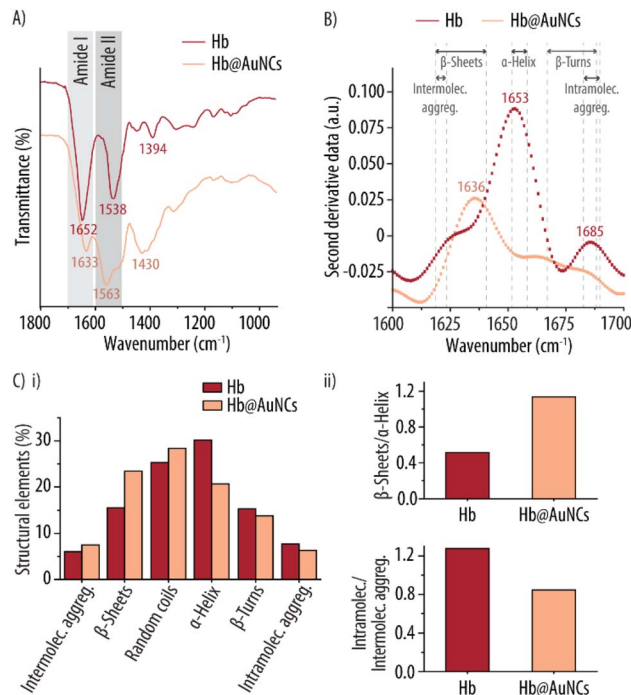 A)
Hb
Hb@AuNCs
Amide I
Amide II
1394
1652
1538
1633
1563
1430
Transmittance (%)
1800
1600
1400
1200
1000
Wavenumber (cm⁻¹)
B)
Hb
Hb@AuNCs
β-Sheets
α-Helix
β-Turns
Intermolec. aggreg.
Intramolec. aggreg.
1653
1636
1685
Second derivative data (a.u.)
0.100
0.075
0.050
0.025
0
-0.025
1600
1625
1650
1675
1700
Wavenumber (cm⁻¹)
C) i)
Hb
Hb@AuNCs
Structural elements (%)
30
20
10
0
Intermolec. aggreg.
β-Sheets
Random coils
α-Helix
β-Turns
Intramolec. aggreg.
ii)
β-Sheets/α-Helix
1.2
0.8
0.4
0.0
Hb
Hb@AuNCs
Intramolec./
Intermolec. aggreg.
1.2
0.8
0.4
0.0
Hb
Hb@AuNCs